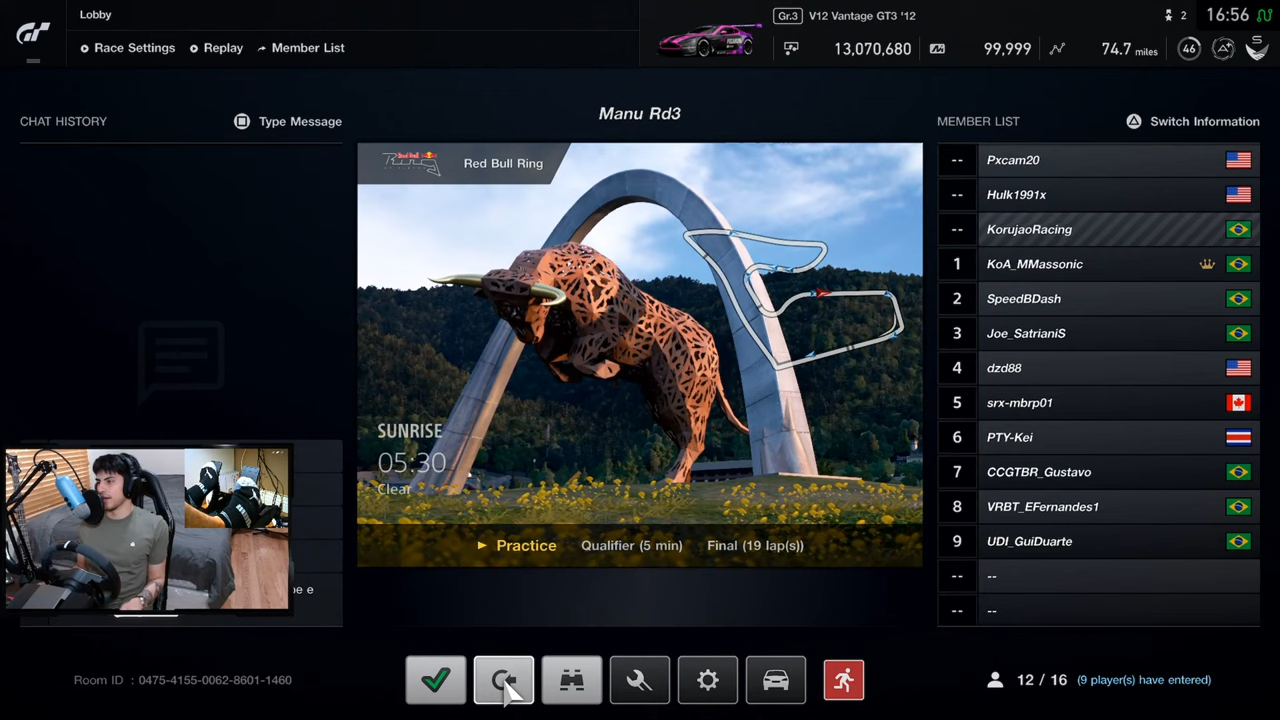 Lobby
Race Settings
Replay
Member List
Gr.3
V12 Vantage GT3 '12
13,070,680
99,999
74.7 miles
2
16:56
46
S
CHAT HISTORY
Type Message
Manu Rd3
MEMBER LIST
Switch Information
Red Bull Ring
SUNRISE
05:30
Clear
Practice
Qualifier (5 min)
Final (19 lap(s))
-- Pxcam20
-- Hulk1991x
-- KorujaoRacing
1 KoA_MMassonic
2 SpeedBDash
3 Joe_SatrianiS
4 dzd88
5 srx-mbrp01
6 PTY-Kei
7 CCGTBR_Gustavo
8 VRBT_EFernandes1
9 UDI_GuiDuarte
-- --
-- --
Room ID : 0475-4155-0062-8601-1460
12 / 16
(9 player(s) have entered)